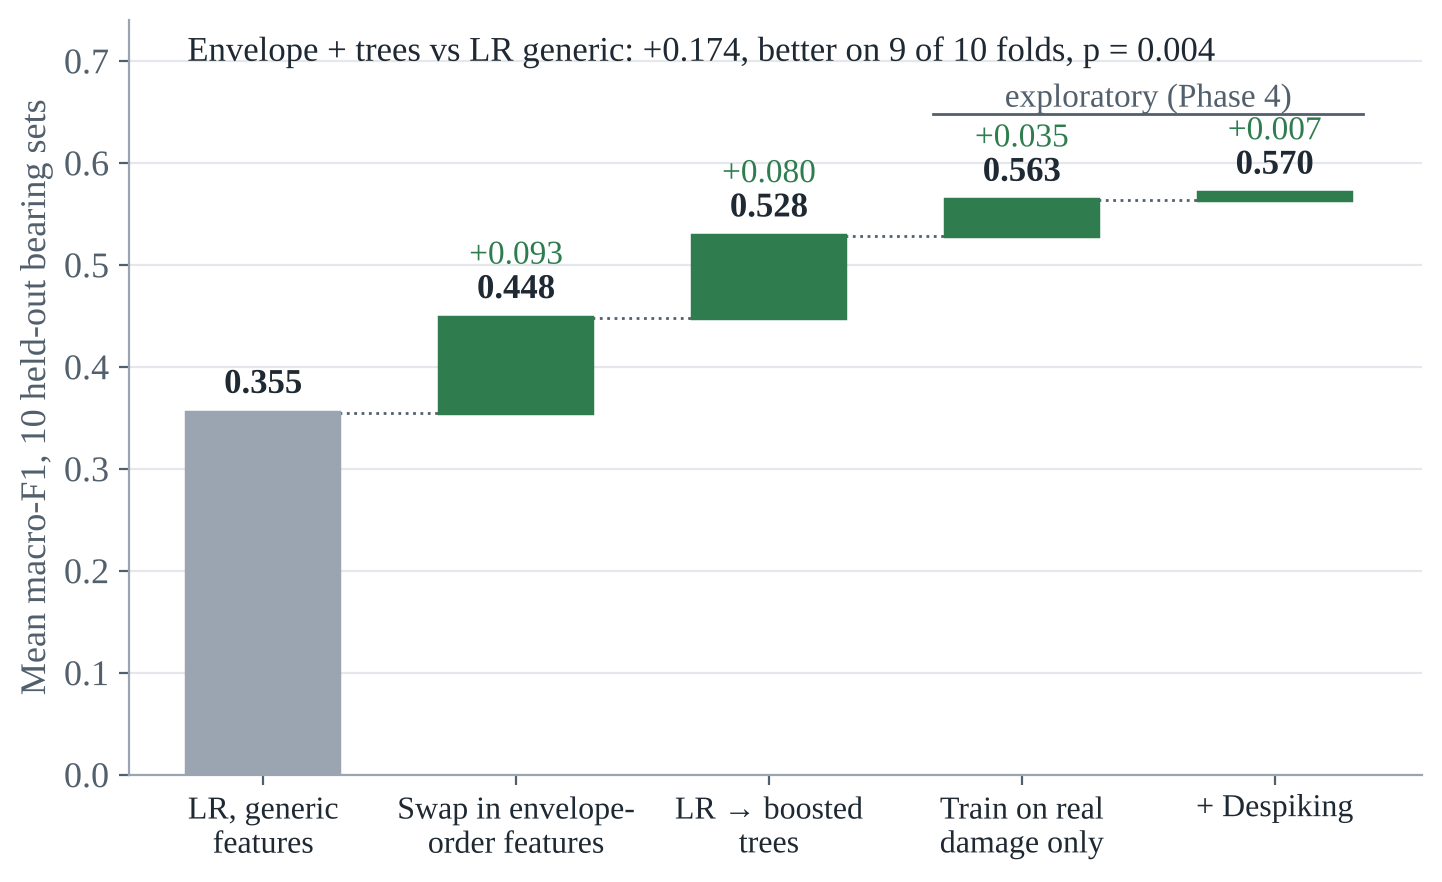 Envelope + trees vs LR generic: +0.174, better on 9 of 10 folds, p = 0.004
exploratory (Phase 4)
Mean macro-F1, 10 held-out bearing sets
0.7
0.6
0.5
0.4
0.3
0.2
0.1
0.0
0.355
+0.093
0.448
+0.080
0.528
+0.035
0.563
+0.007
0.570
LR, generic
features
Swap in envelope-
order features
LR → boosted
trees
Train on real
damage only
+ Despiking